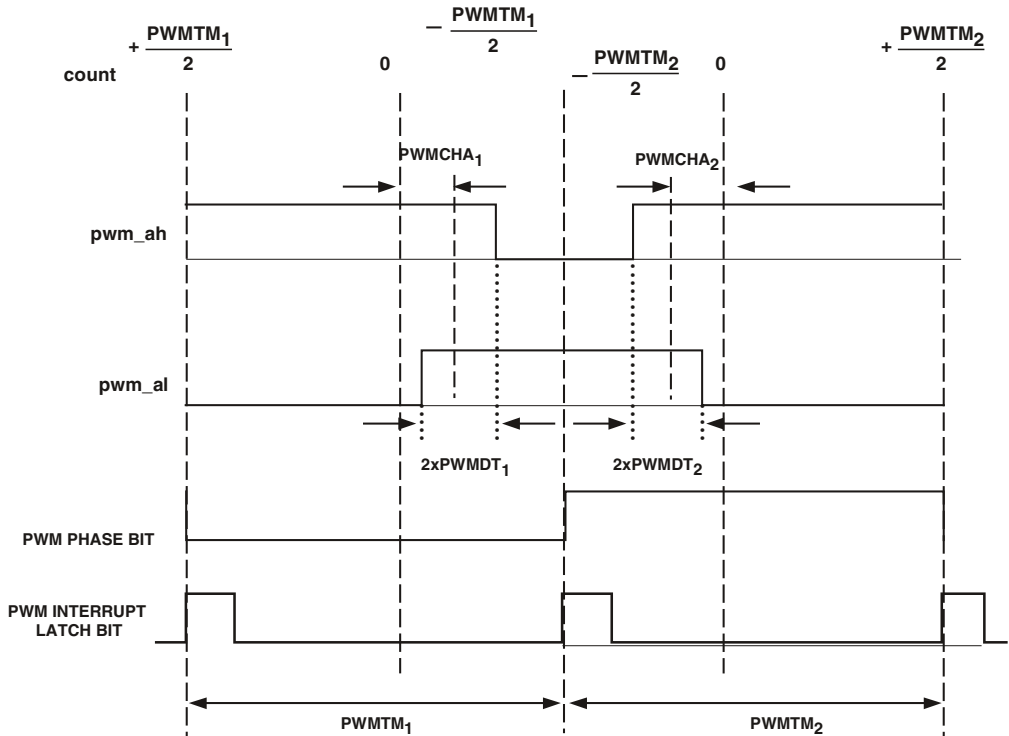 + PWMTM1/2
− PWMTM1/2
− PWMTM2/2
+ PWMTM2/2
count
0
0
PWMCHA1
PWMCHA2
pwm_ah
pwm_al
2xPWMDT1
2xPWMDT2
PWM PHASE BIT
PWM INTERRUPT
LATCH BIT
PWMTM1
PWMTM2